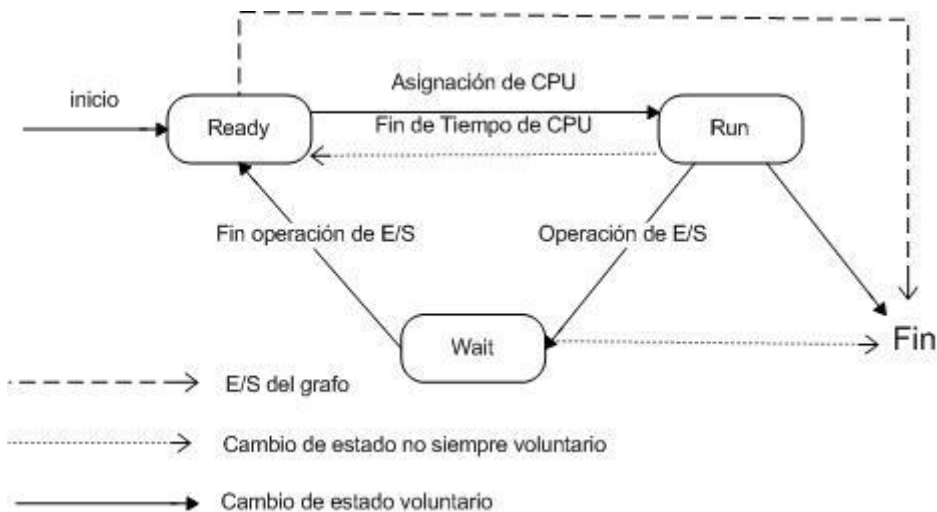 inicio
Ready
Asignación de CPU
Fin de Tiempo de CPU
Run
Fin operación de E/S
Operación de E/S
Wait
Fin
E/S del grafo
Cambio de estado no siempre voluntario
Cambio de estado voluntario